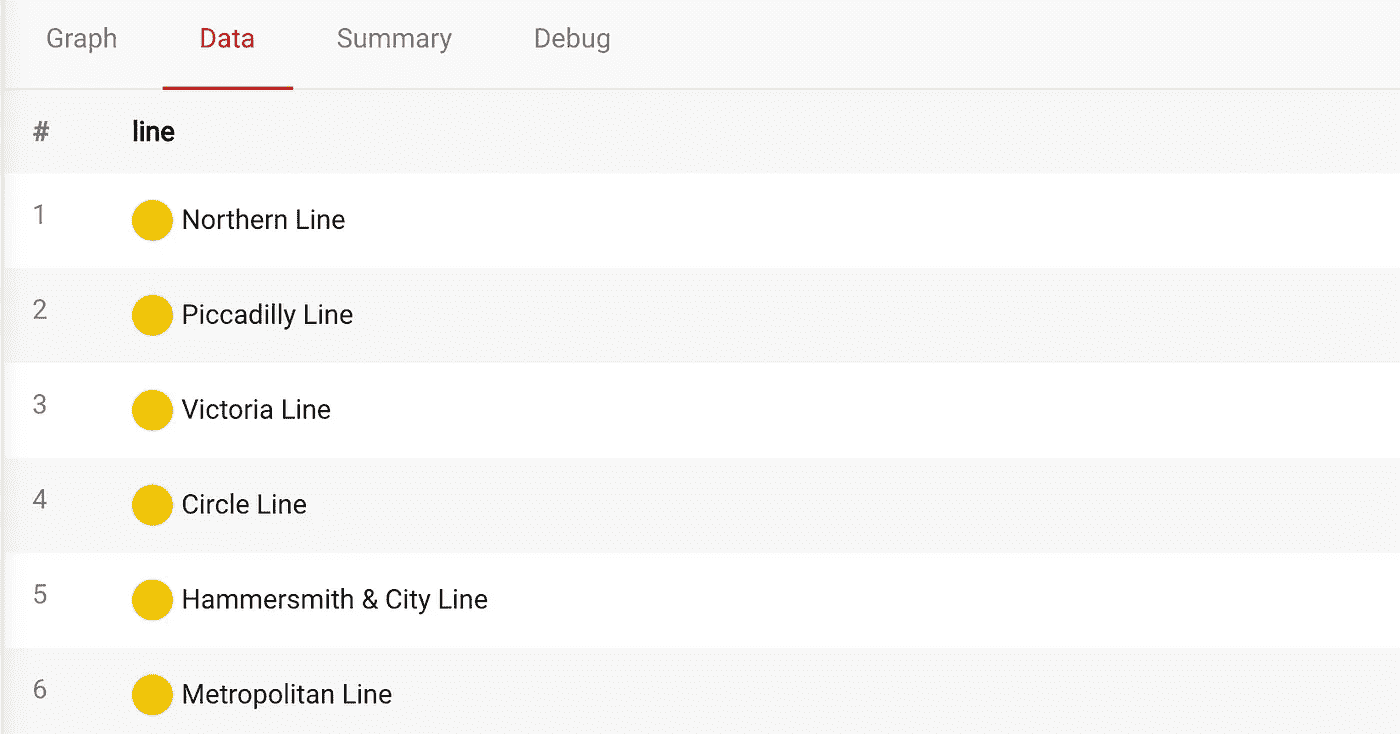 Graph Data Summary Debug
# line
1 Northern Line
2 Piccadilly Line
3 Victoria Line
4 Circle Line
5 Hammersmith & City Line
6 Metropolitan Line